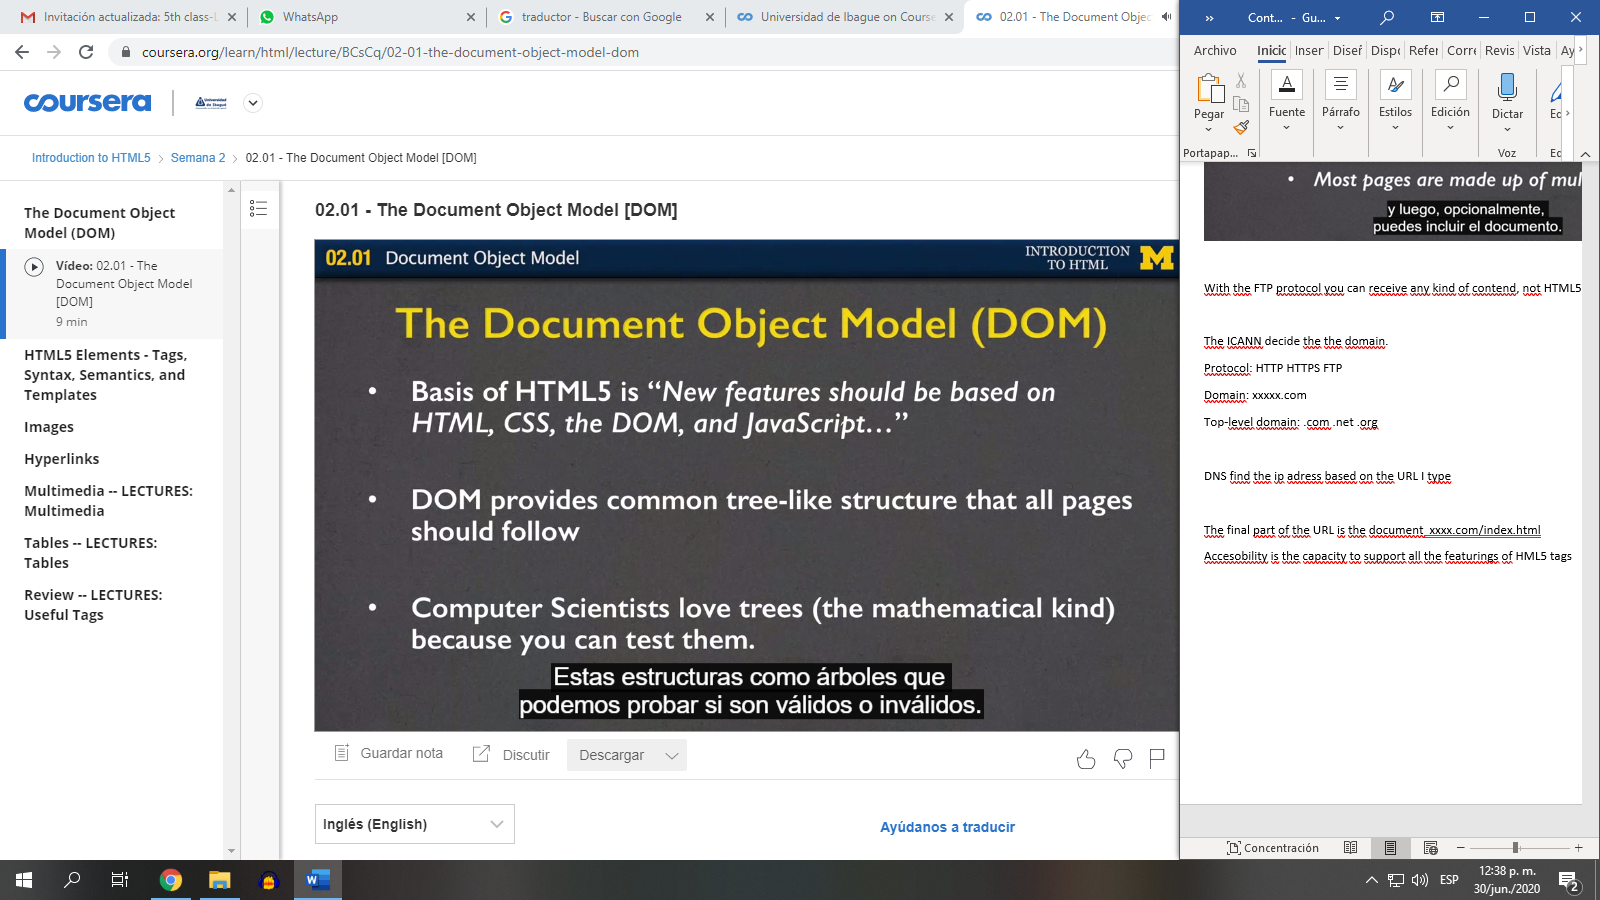 Invitación actualizada: 5th class-L
WhatsApp
traductor - Buscar con Google
Universidad de Ibague on Course
02.01 - The Document Objec
coursera.org/learn/html/lecture/BCsCq/02-01-the-document-object-model-dom
coursera
Universidad de Ibagué
Introduction to HTML5
Semana 2
02.01 - The Document Object Model [DOM]
The Document Object
Model (DOM)
Vídeo: 02.01 - The
Document Object Model
[DOM]
9 min
HTML5 Elements - Tags,
Syntax, Semantics, and
Templates
Images
Hyperlinks
Multimedia -- LECTURES:
Multimedia
Tables -- LECTURES:
Tables
Review -- LECTURES:
Useful Tags
02.01 - The Document Object Model [DOM]
02.01 Document Object Model
INTRODUCTION
TO HTML
M
The Document Object Model (DOM)
• Basis of HTML5 is “New features should be based on
HTML, CSS, the DOM, and JavaScript…”
• DOM provides common tree-like structure that all pages
should follow
• Computer Scientists love trees (the mathematical kind)
because you can test them.
Estas estructuras como árboles que
podemos probar si son válidos o inválidos.
Guardar nota
Discutir
Descargar
Inglés (English)
Ayúdanos a traducir
» Cont... - Gu...
Archivo Inicic Inser Diseñ Dispo Refer Corre Revis Vista Ay
Pegar
Fuente
Párrafo
Estilos
Edición
Dictar
Ed
Portapap...
Voz
Ec
• Most pages are made up of mul
y luego, opcionalmente,
puedes incluir el documento.
With the FTP protocol you can receive any kind of contend, not HTML5
The ICANN decide the the domain.
Protocol: HTTP HTTPS FTP
Domain: xxxxx.com
Top-level domain: .com .net .org
DNS find the ip adress based on the URL I type
The final part of the URL is the document xxxx.com/index.html
Accesobility is the capacity to support all the featurings of HML5 tags
Concentración
ESP
12:38 p. m.
30/jun./2020
2